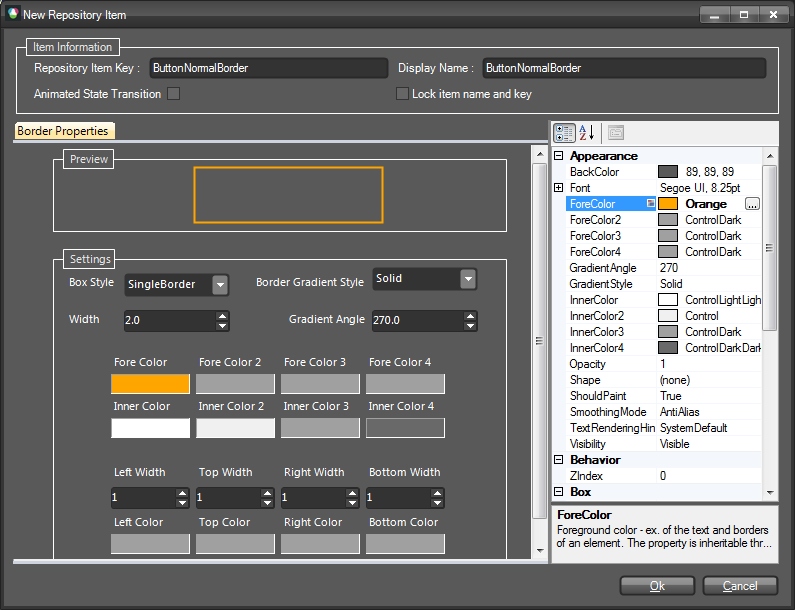 New Repository Item
Item Information
Repository Item Key : ButtonNormalBorder Display Name : ButtonNormalBorder
Animated State Transition Lock item name and key
Border Properties
Preview
Settings
Box Style SingleBorder Border Gradient Style Solid
Width 2.0 Gradient Angle 270.0
Fore Color Fore Color 2 Fore Color 3 Fore Color 4
Inner Color Inner Color 2 Inner Color 3 Inner Color 4
Left Width Top Width Right Width Bottom Width
1 1 1 1
Left Color Top Color Right Color Bottom Color
A Z
Appearance
BackColor 89, 89, 89
Font Segoe UI, 8.25pt
ForeColor Orange ...
ForeColor2 ControlDark
ForeColor3 ControlDark
ForeColor4 ControlDark
GradientAngle 270
GradientStyle Solid
InnerColor ControlLightLigh
InnerColor2 Control
InnerColor3 ControlDark
InnerColor4 ControlDarkDark
Opacity 1
Shape (none)
ShouldPaint True
SmoothingMode AntiAlias
TextRenderingHin SystemDefault
Visibility Visible
Behavior
ZIndex 0
Box
ForeColor
Foreground color - ex. of the text and borders
of an element. The property is inheritable thr...
Ok Cancel